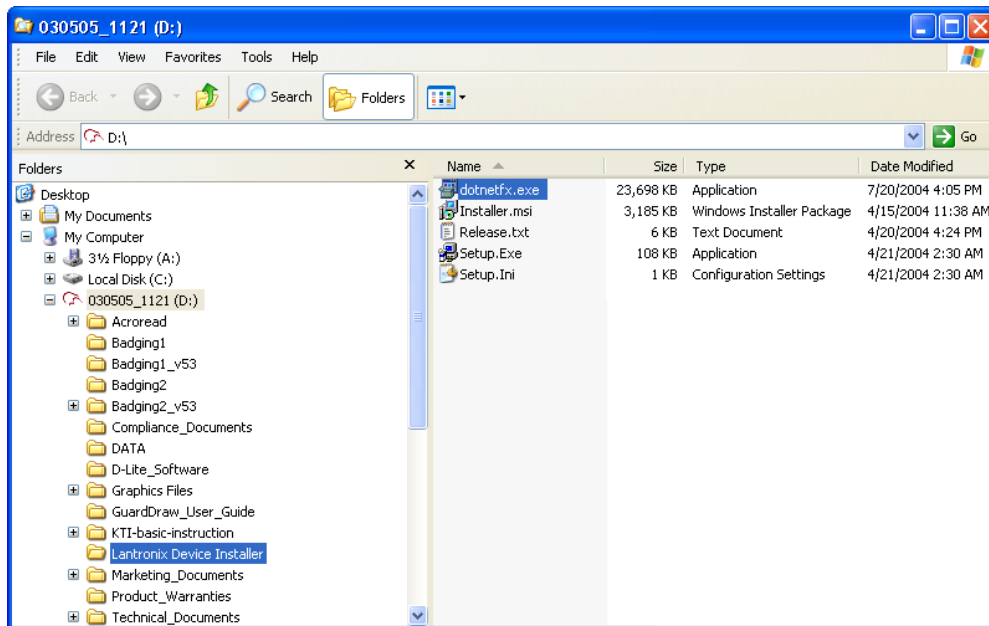 030505_1121 (D:)
File Edit View Favorites Tools Help
Back Search Folders
Address D:\ Go
Folders
Desktop
My Documents
My Computer
3½ Floppy (A:)
Local Disk (C:)
030505_1121 (D:)
Acroread
Badging1
Badging1_v53
Badging2
Badging2_v53
Compliance_Documents
DATA
D-Lite_Software
Graphics Files
GuardDraw_User_Guide
KTI-basic-instruction
Lantronix Device Installer
Marketing_Documents
Product_Warranties
Technical_Documents
Name Size Type Date Modified
dotnetfx.exe 23,698 KB Application 7/20/2004 4:05 PM
Installer.msi 3,185 KB Windows Installer Package 4/15/2004 11:38 AM
Release.txt 6 KB Text Document 4/20/2004 4:24 PM
Setup.Exe 108 KB Application 4/21/2004 2:30 AM
Setup.Ini 1 KB Configuration Settings 4/21/2004 2:30 AM